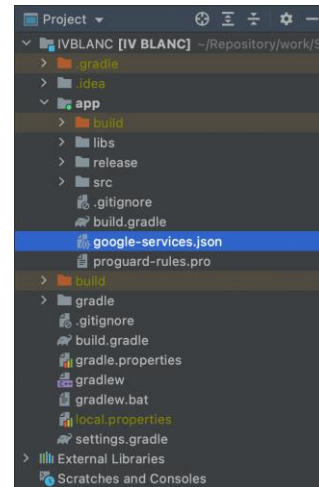 Project
IVBLANC [IV BLANC] ~/Repository/work/S
.gradle
.idea
app
build
libs
release
src
.gitignore
build.gradle
google-services.json
proguard-rules.pro
build
gradle
.gitignore
build.gradle
gradle.properties
gradlew
gradlew.bat
local.properties
settings.gradle
External Libraries
Scratches and Consoles